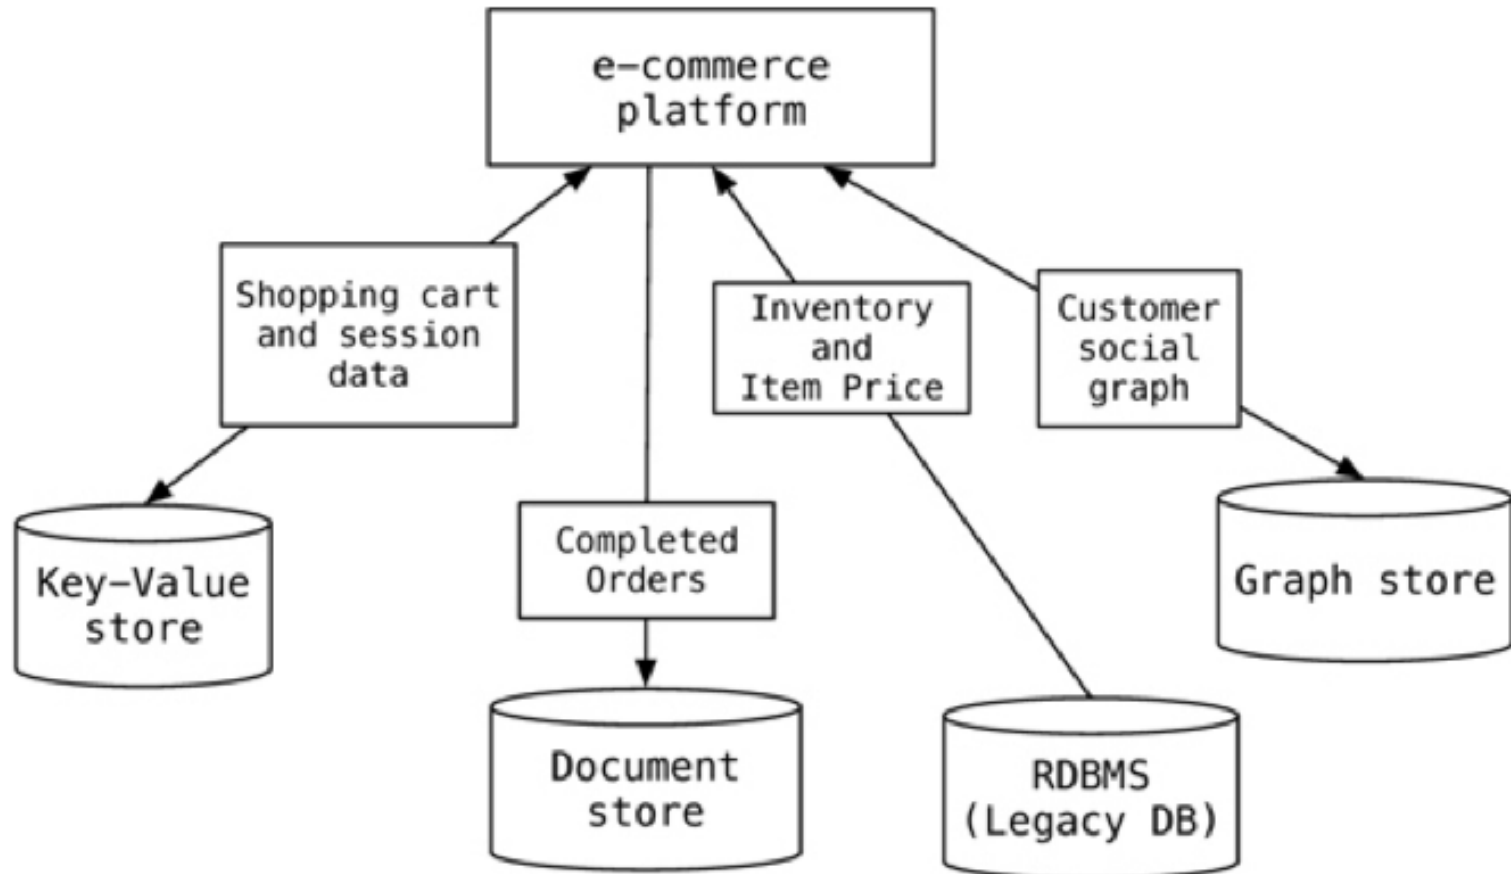 e-commerce
platform
Shopping cart
and session
data
Inventory
and
Item Price
Customer
social
graph
Completed
Orders
Key-Value
store
Graph store
Document
store
RDBMS
(Legacy DB)